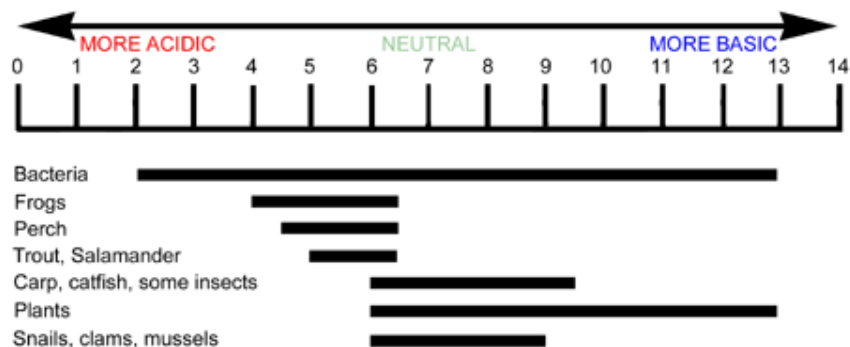 MORE ACIDIC NEUTRAL MORE BASIC
0 1 2 3 4 5 6 7 8 9 10 11 12 13 14
Bacteria
Frogs
Perch
Trout, Salamander
Carp, catfish, some insects
Plants
Snails, clams, mussels